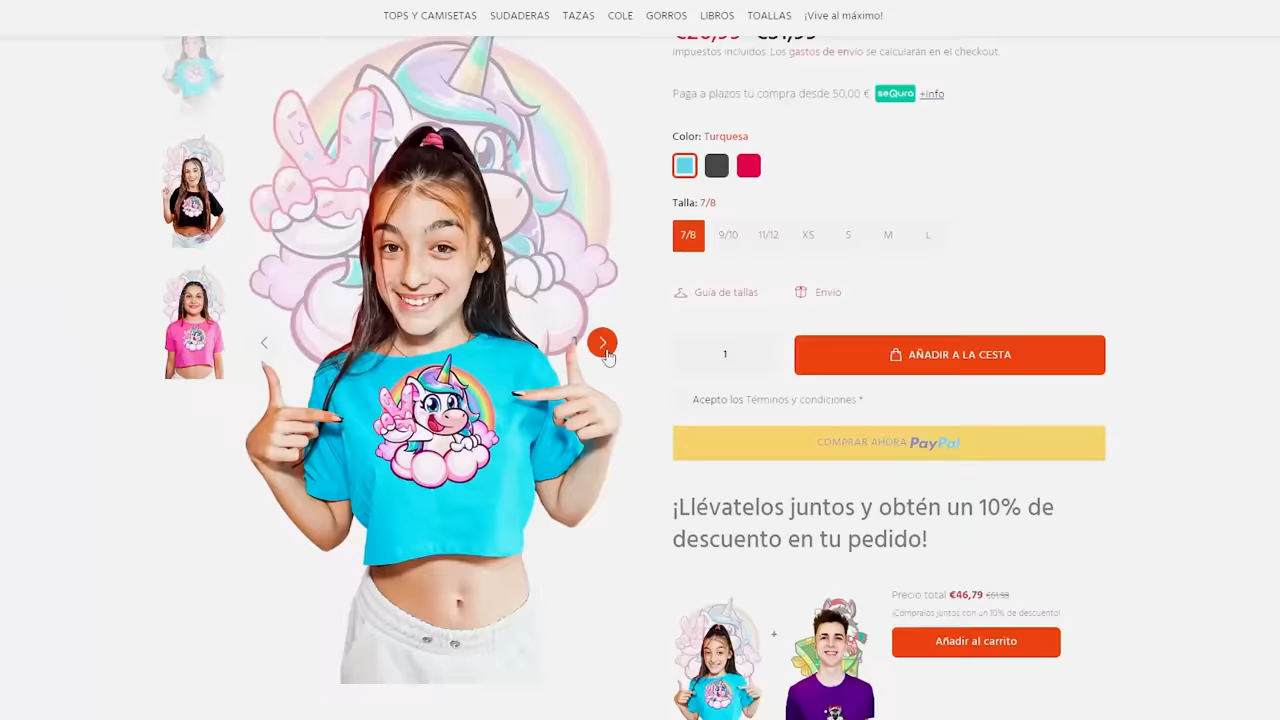 TOPS Y CAMISETAS SUDADERAS TAZAS COLE GORROS LIBROS TOALLAS ¡Vive al máximo!
Impuestos incluidos. Los gastos de envío se calcularán en el checkout.
Paga a plazos tu compra desde 50,00 € seQura +info
Color: Turquesa
Talla: 7/8
7/8 9/10 11/12 XS S M L
Guía de tallas Envío
1 AÑADIR A LA CESTA
Acepto los Términos y condiciones *
COMPRAR AHORA PayPal
¡Llévatelos juntos y obtén un 10% de
descuento en tu pedido!
Precio total €46,79 €61,98
¡Cómpralos juntos con un 10% de descuento!
+ Añadir al carrito